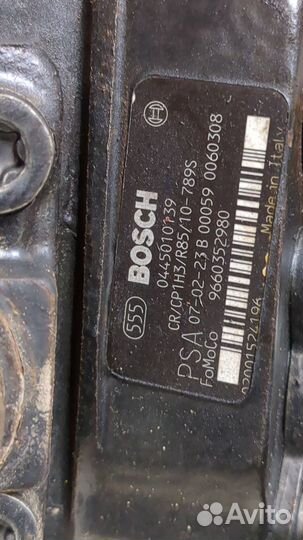 555 BOSCH
0445010139
CR/CP1H3/R85/10-789S
PSA 07-02-23 B 00059 0060308
FoMoCo 9660352980
02001524196
Made in Italy
Avito